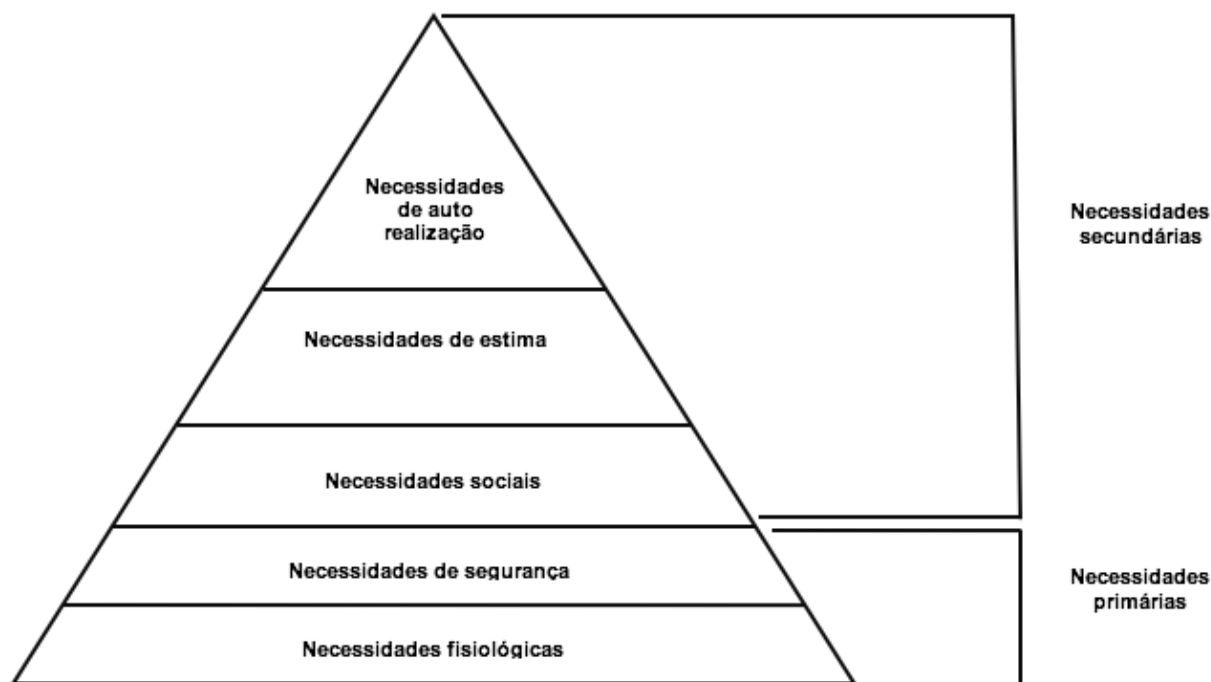 Necessidades
de auto
realização
Necessidades
secundárias
Necessidades de estima
Necessidades sociais
Necessidades de segurança
Necessidades
primárias
Necessidades fisiológicas